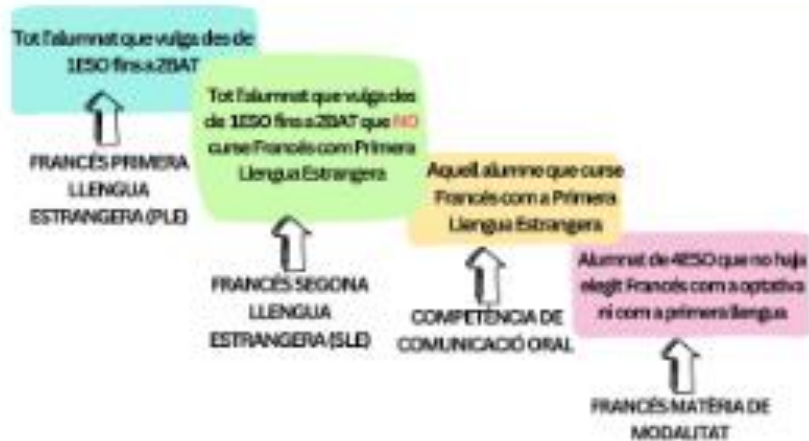 Tot l'alumnat que vulga des de
1ESO fins a 2BAT
FRANCÉS PRIMERA
LLENGUA
ESTRANGERA (PLE)
Tot l'alumnat que vulga des
de 1ESO fins a 2BAT que NO
curse Francés com Primera
Llengua Estrangera
FRANCÉS SEGONA
LLENGUA
ESTRANGERA (SLE)
Aquell alumne que curse
Francés com a Primera
Llengua Estrangera
COMPETÈNCIA DE
COMUNICACIÓ ORAL
Alumnat de 4ESO que no haja
elegit Francés com a optativa
ni com a primera llengua
FRANCÉS MATÈRIA DE
MODALITAT